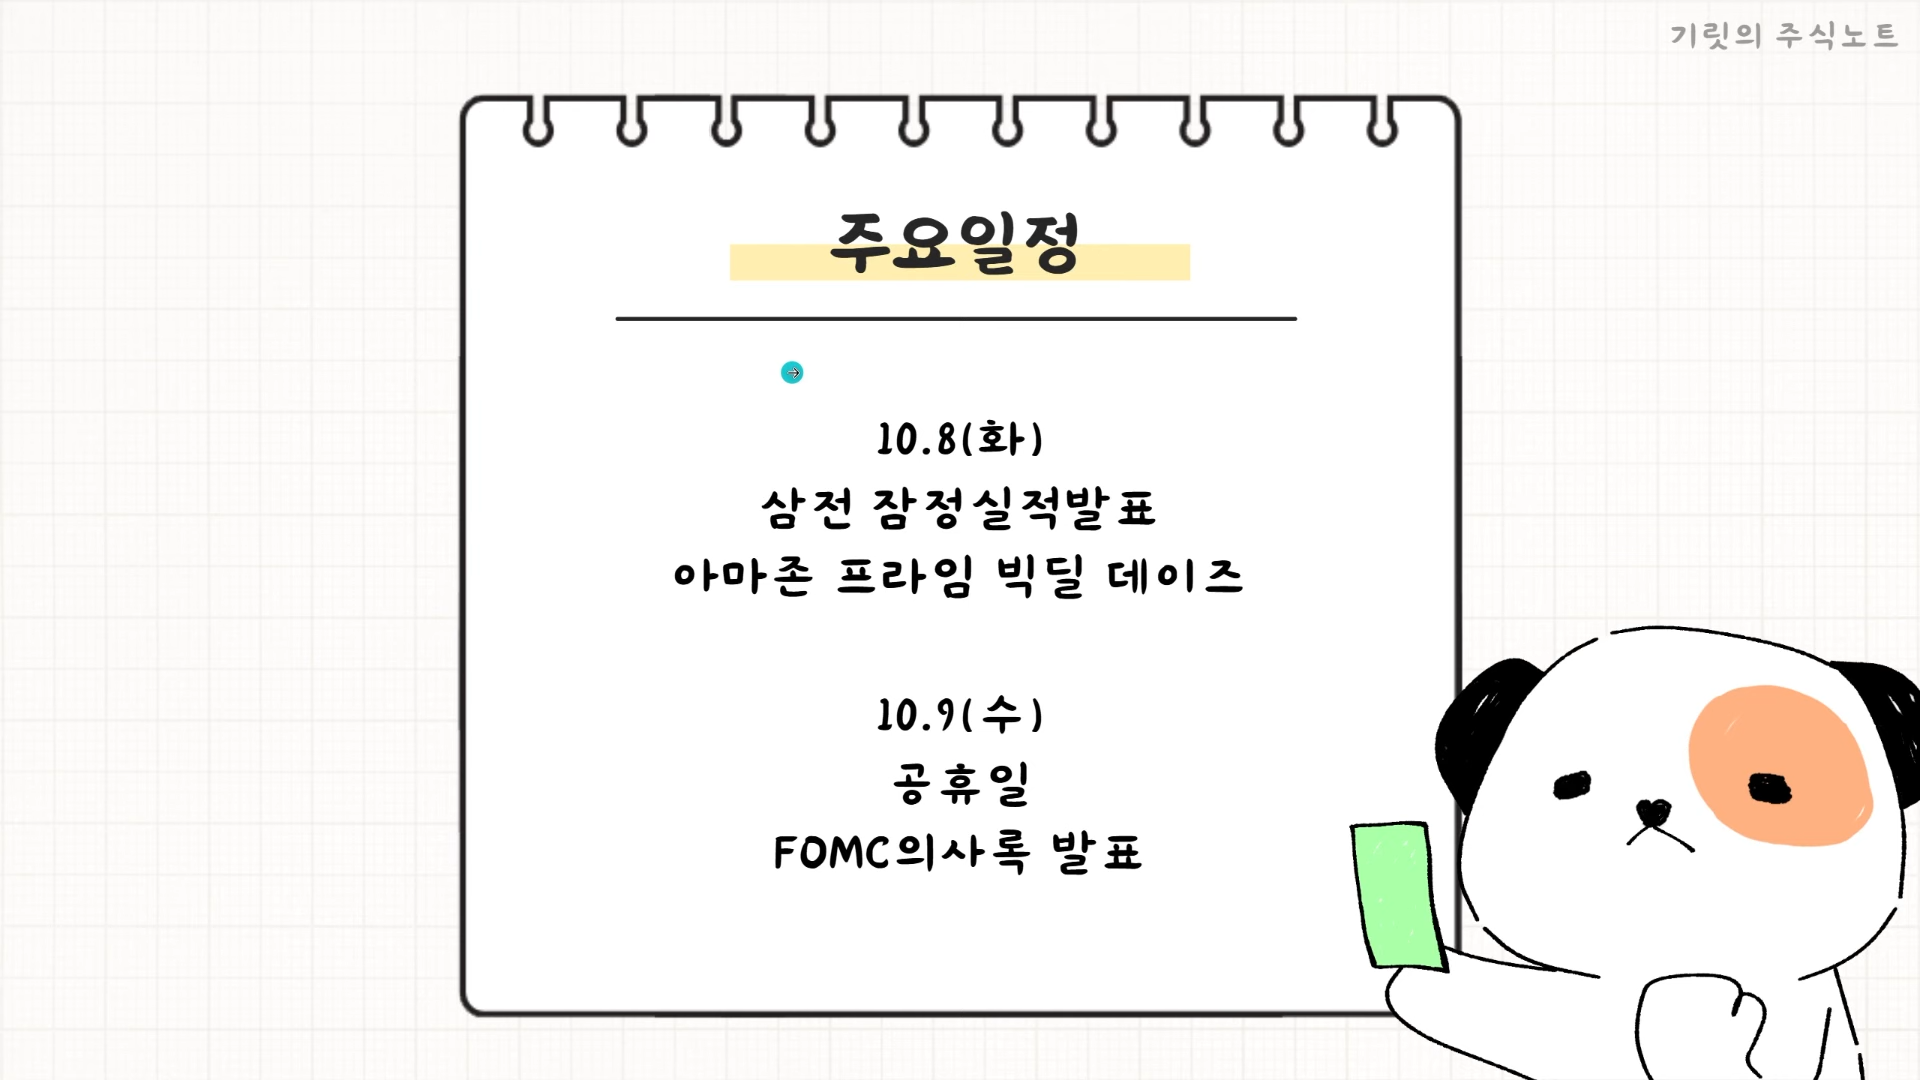 기릿의 주식노트
주요일정
10.8(화)
삼전 잠정실적발표
아마존 프라임 빅딜 데이즈
10.9(수)
공휴일
FOMC의사록 발표